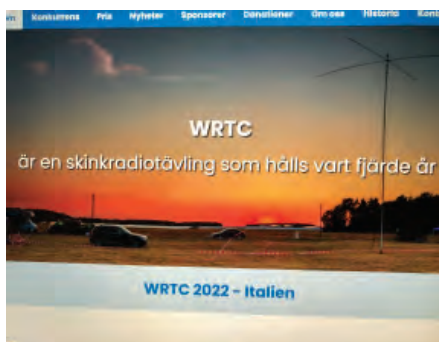 Konkurrens Pris Nyheter Sponsorer Donationer Om oss Historia
WRTC
är en skinkradiotävling som hålls vart fjärde år
WRTC 2022 - Italien